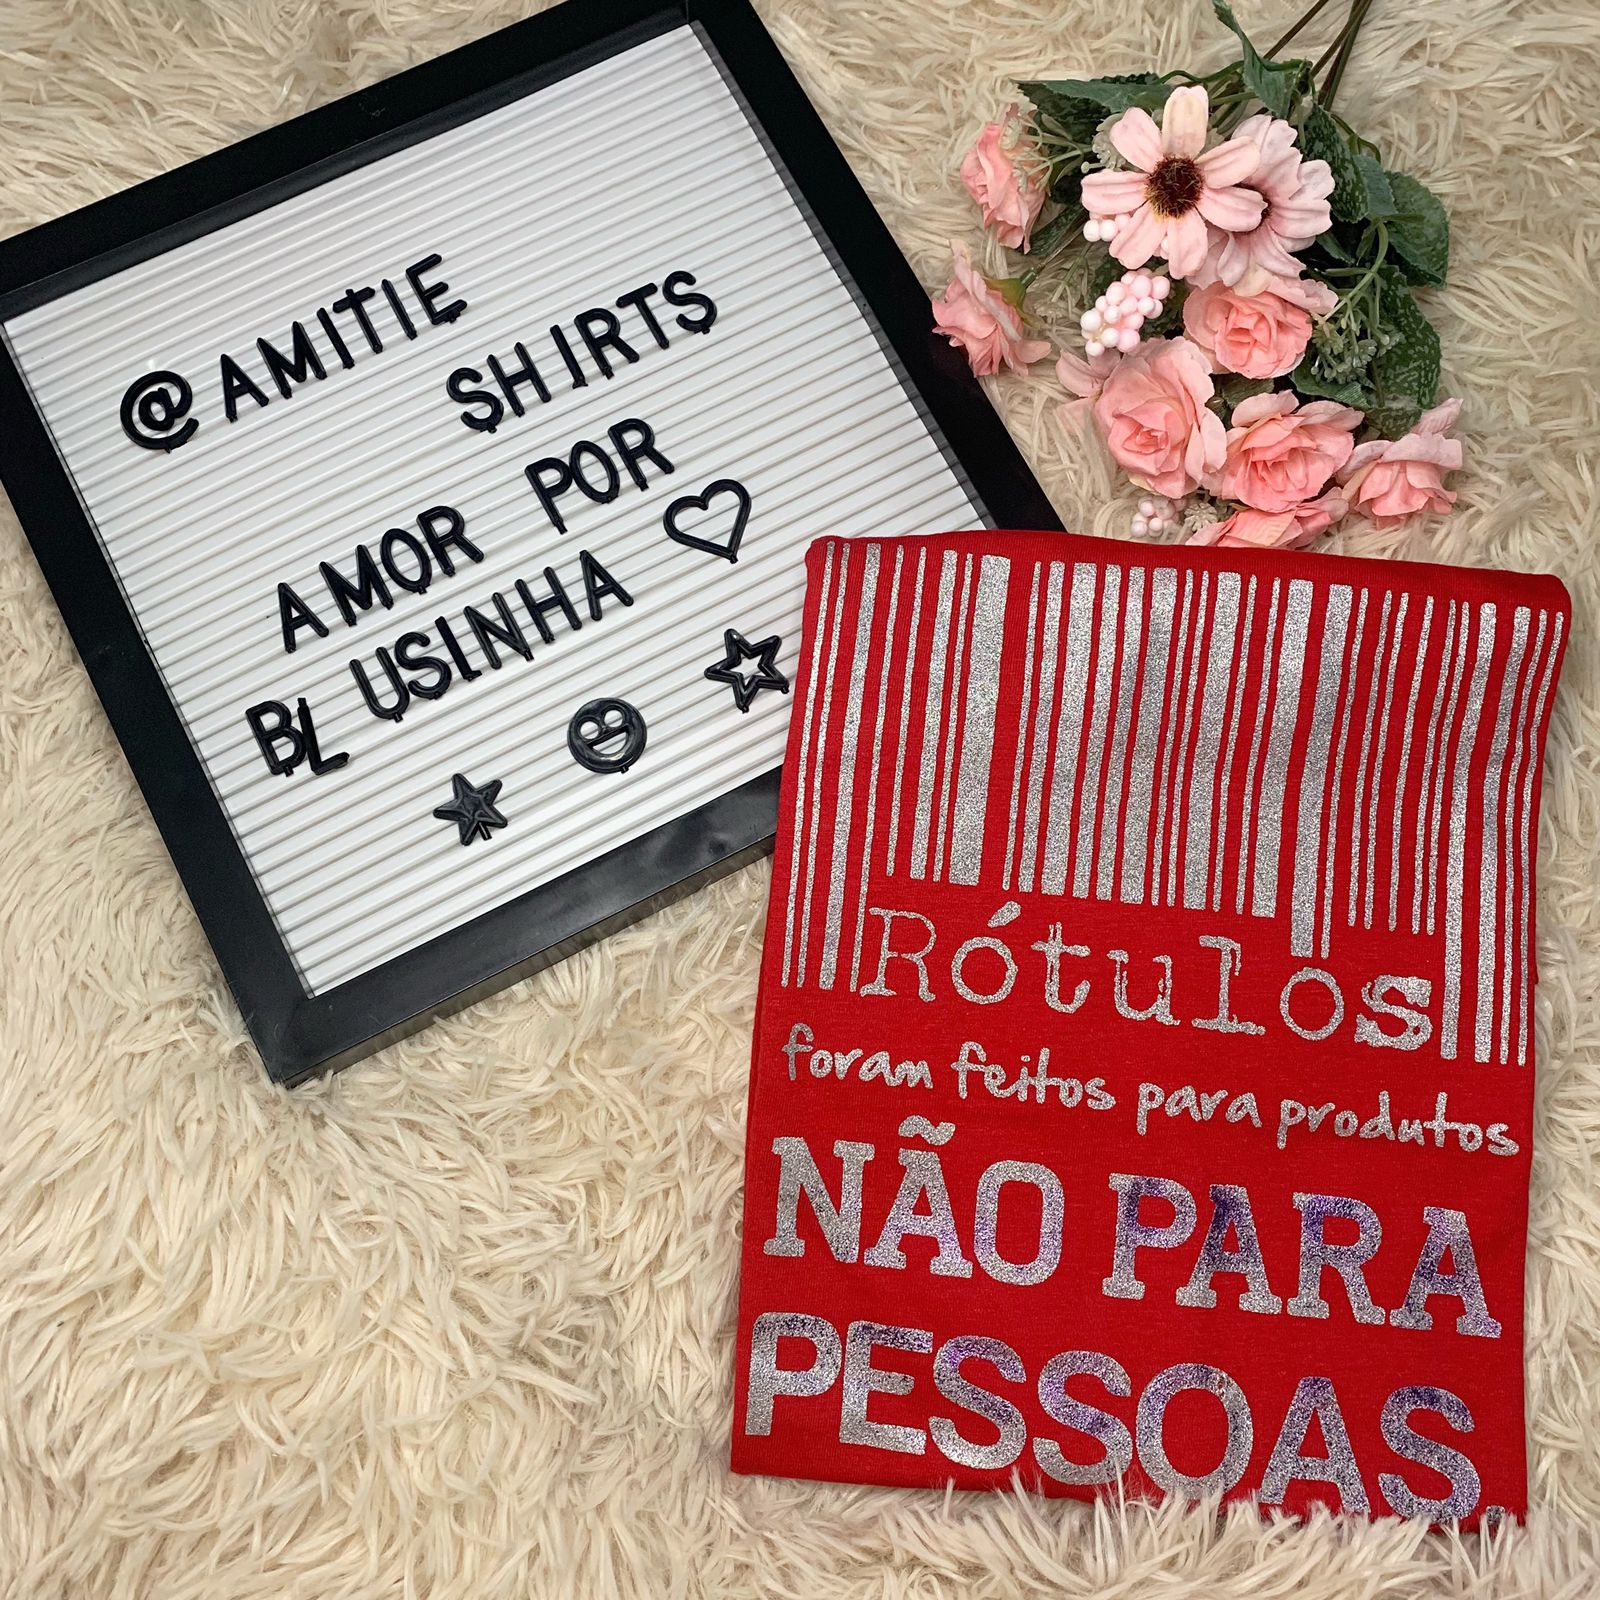 @AMITIE
SHIRTS
AMOR POR
BLUSINHA
Rótulos
foram feitos para produtos
NÃO PARA
PESSOAS.